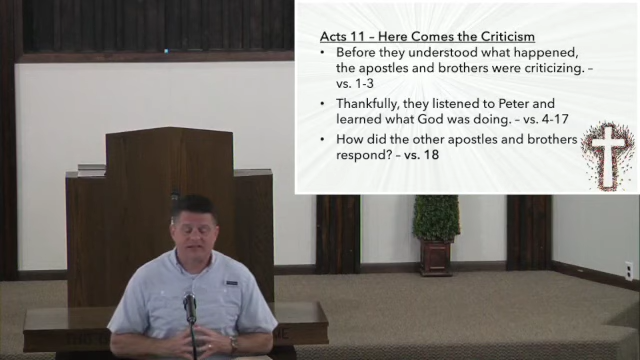 Acts 11 – Here Comes the Criticism
• Before they understood what happened,
the apostles and brothers were criticizing. –
vs. 1-3
• Thankfully, they listened to Peter and
learned what God was doing. – vs. 4-17
• How did the other apostles and brothers
respond? – vs. 18